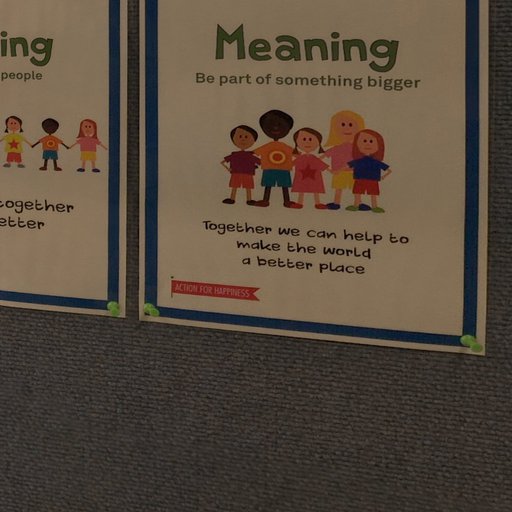 ing
people
together
etter
Meaning
Be part of something bigger
Together we can help to
make the world
a better place
ACTION FOR HAPPINESS